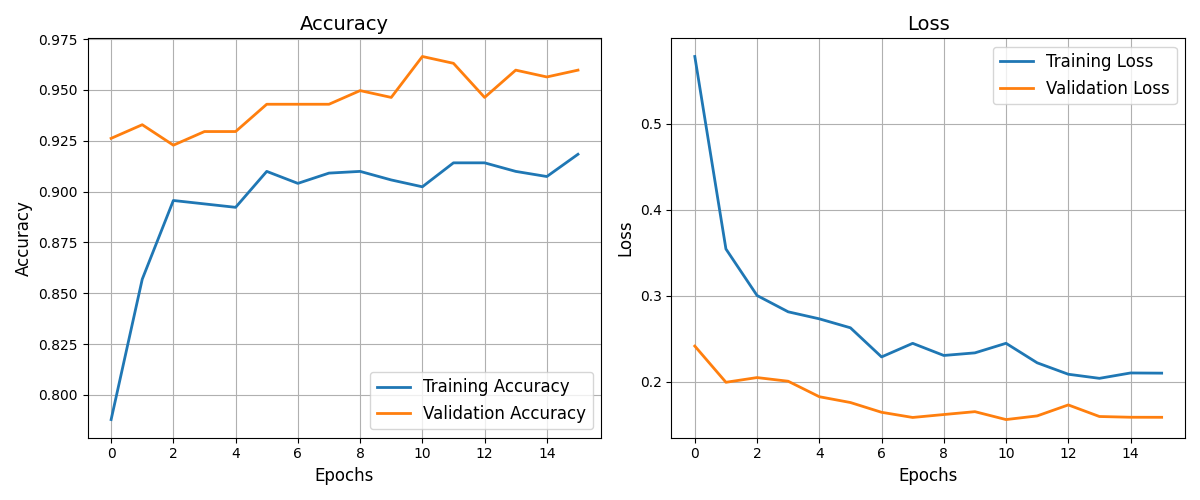 Accuracy
0.975
0.950
0.925
0.900
0.875
0.850
0.825
0.800
Accuracy
Training Accuracy
Validation Accuracy
0 2 4 6 8 10 12 14
Epochs
Loss
Training Loss
Validation Loss
0.5
0.4
0.3
0.2
Loss
0 2 4 6 8 10 12 14
Epochs